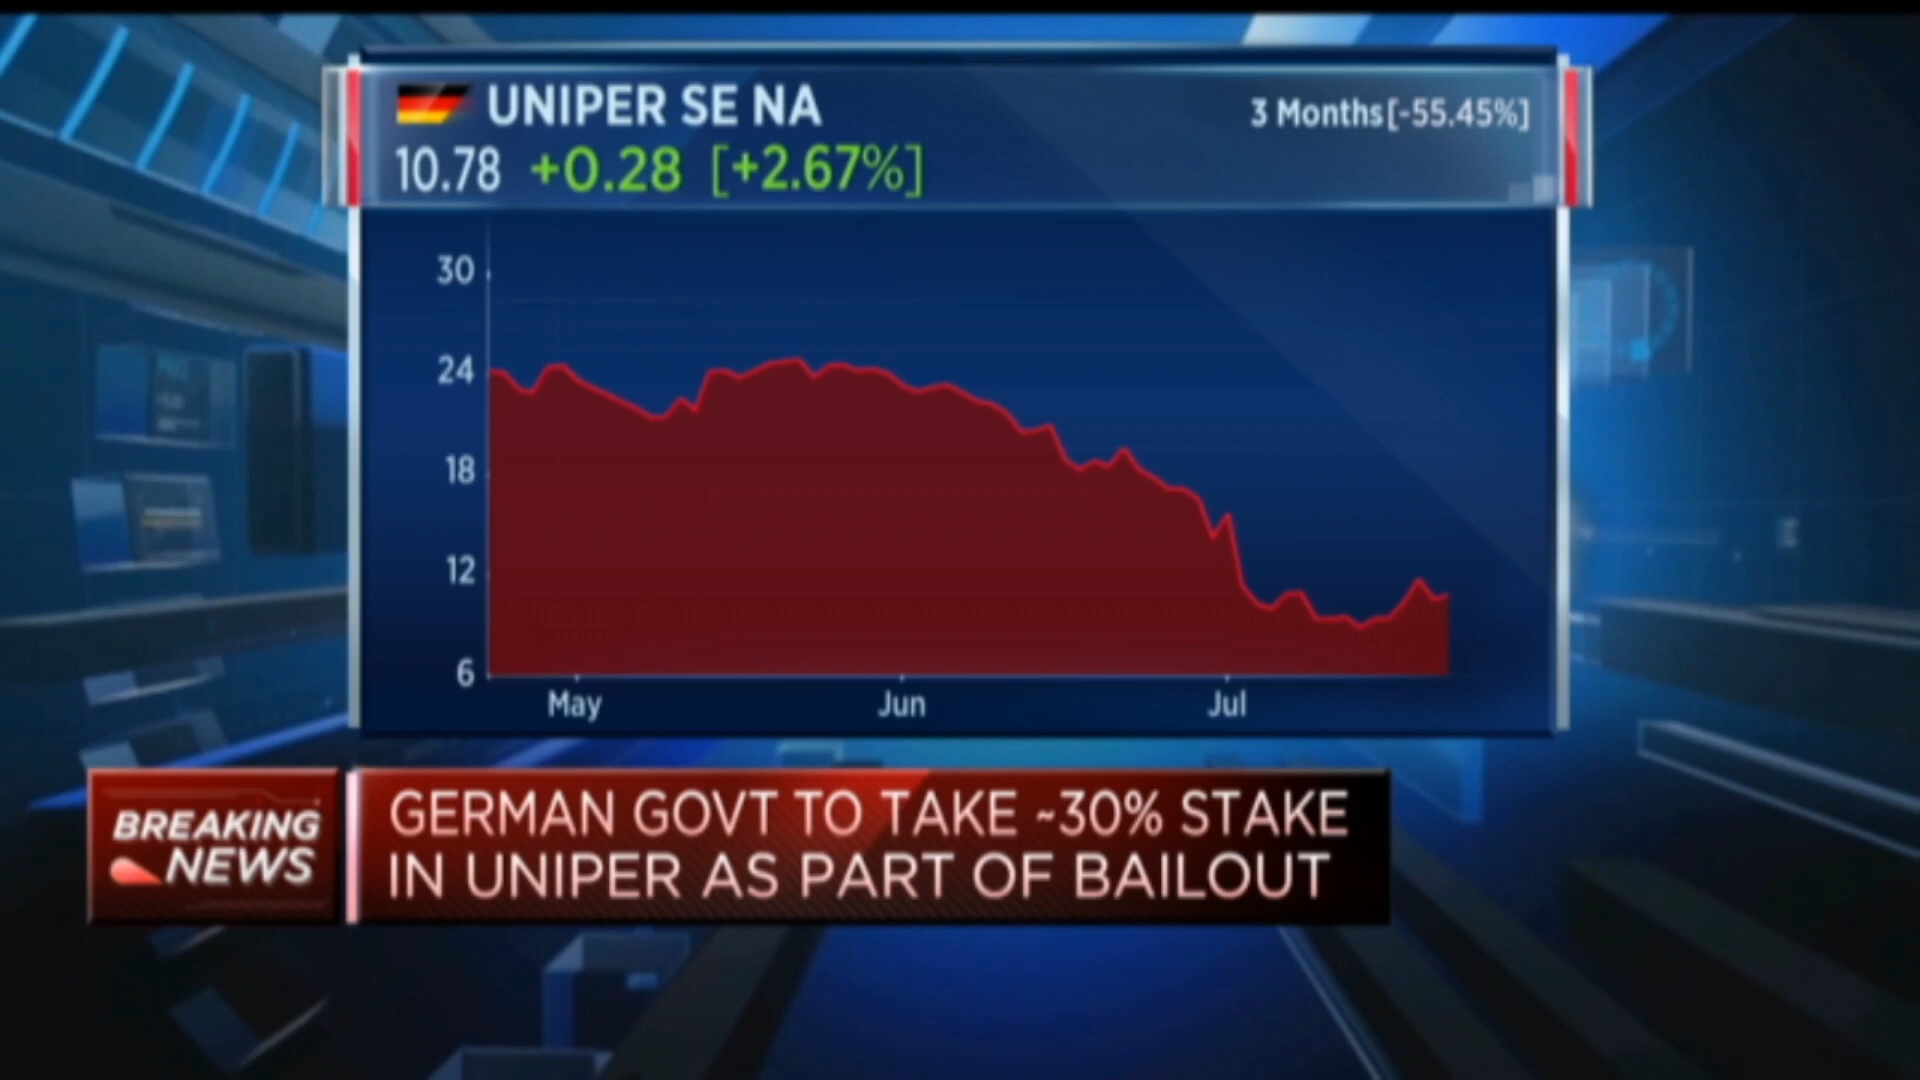 UNIPER SE NA
3 Months[-55.45%]
10.78 +0.28 [+2.67%]
30
24
18
12
6
May Jun Jul
BREAKING
NEWS
GERMAN GOVT TO TAKE ~30% STAKE
IN UNIPER AS PART OF BAILOUT